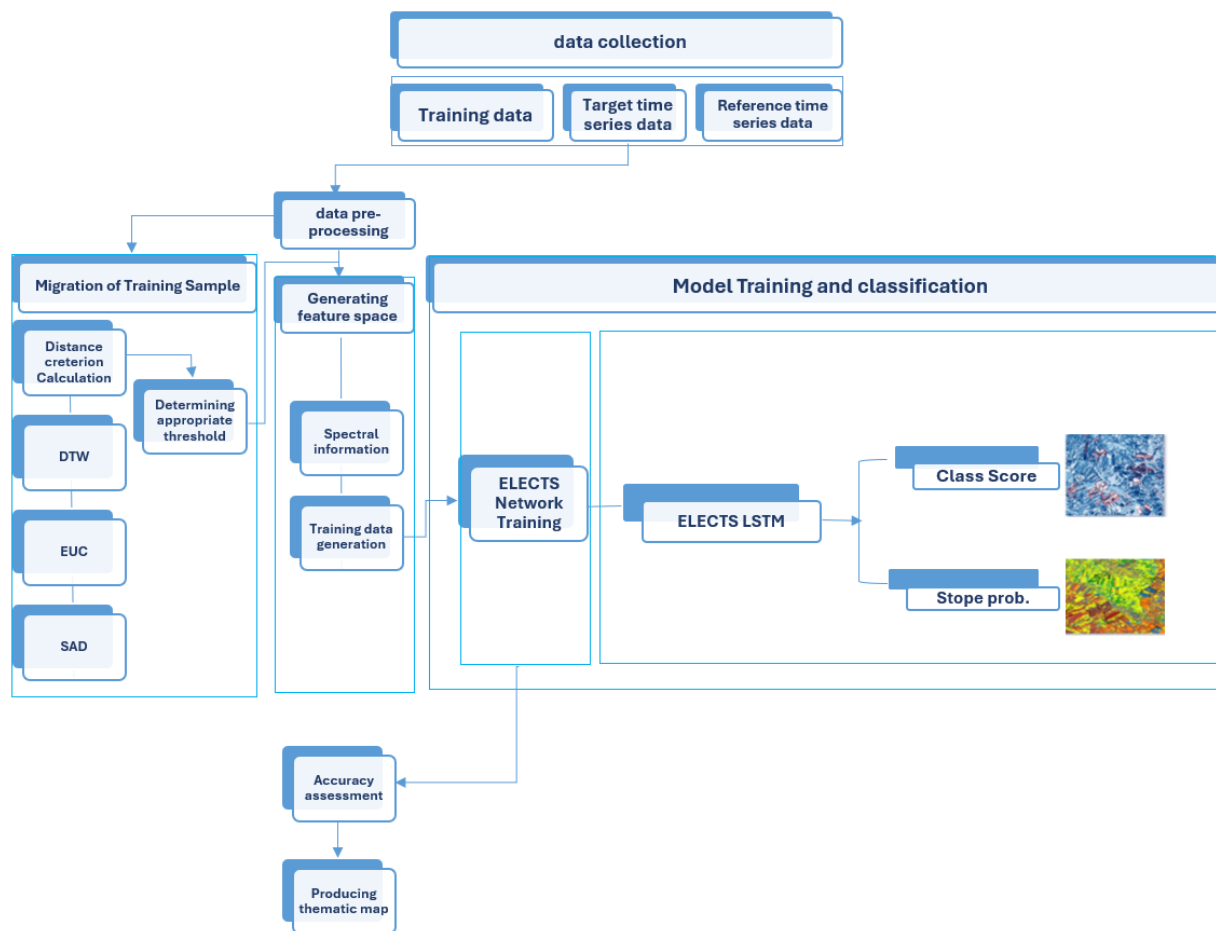 data collection
Training data
Target time
series data
Reference time
series data
data pre-
processing
Migration of Training Sample
Generating
feature space
Model Training and classification
Distance
creterion
Calculation
Determining
appropriate
threshold
DTW
EUC
SAD
Spectral
information
Training data
generation
ELECTS
Network
Training
ELECTS LSTM
Class Score
Stope prob.
Accuracy
assessment
Producing
thematic map